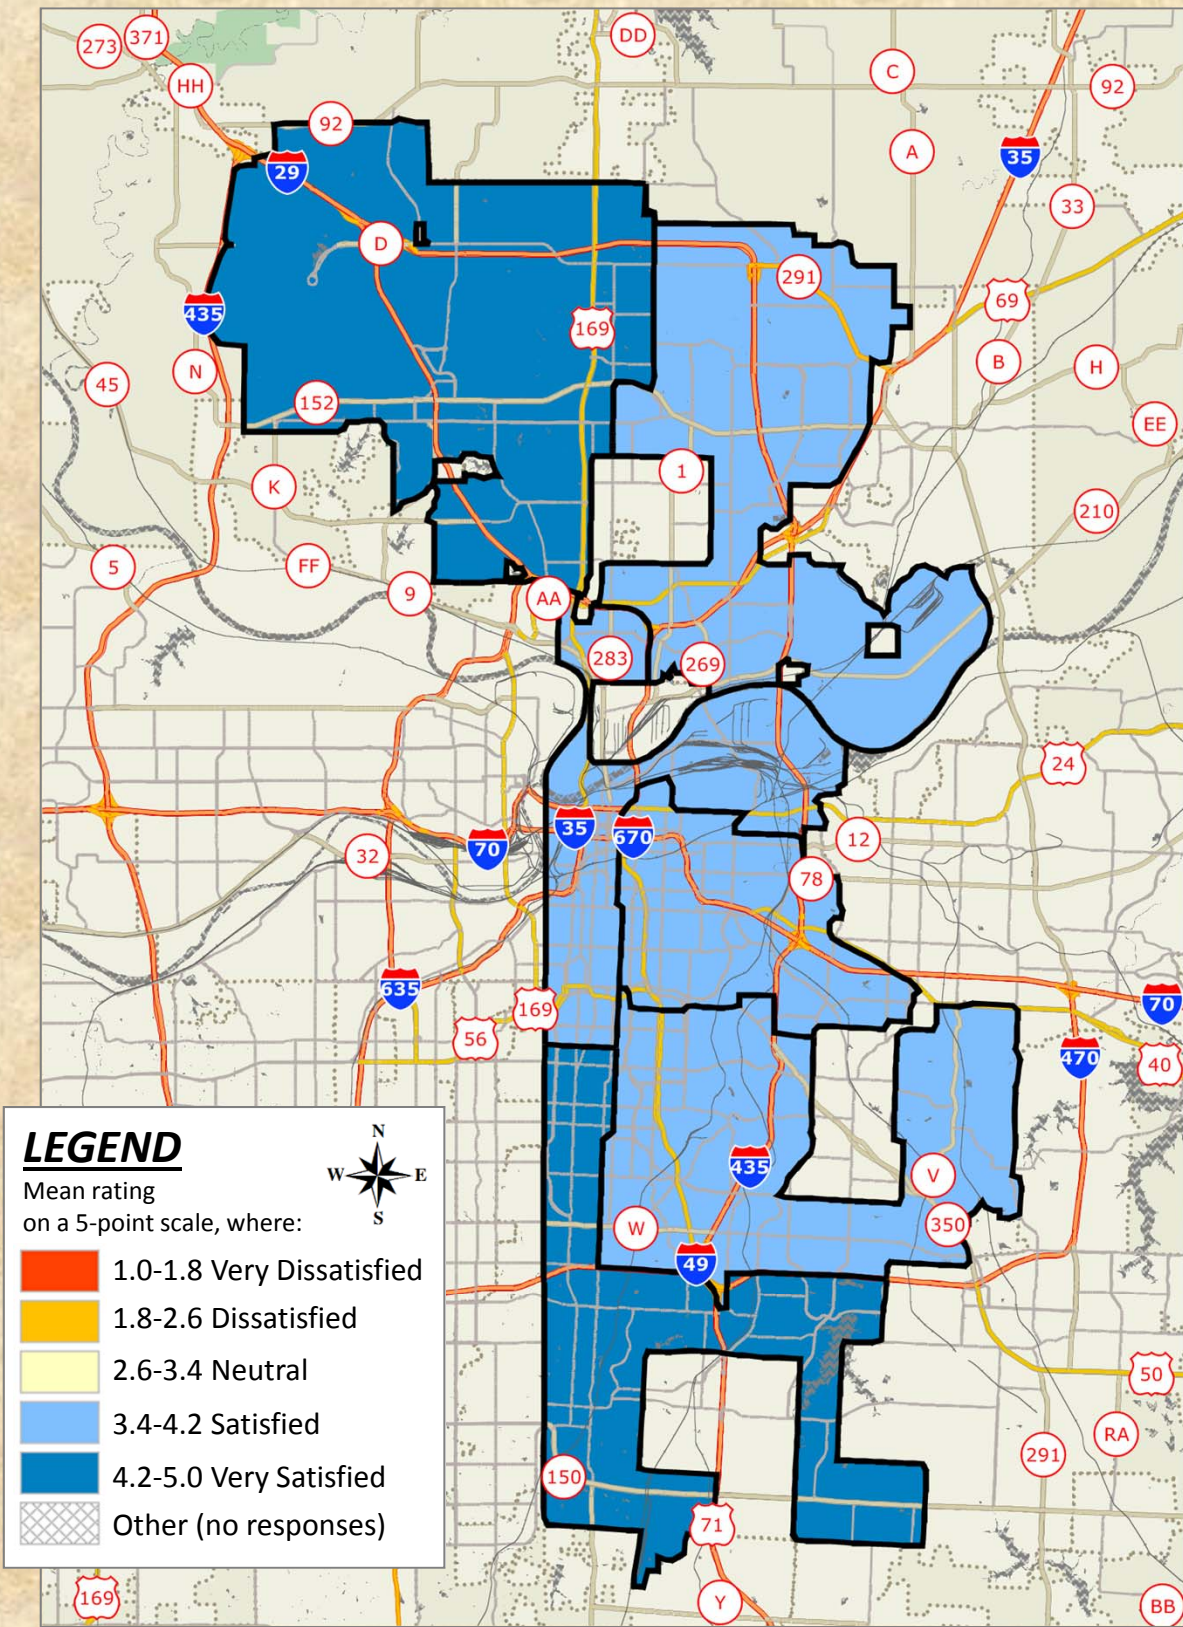 273
371
DD
C
92
HH
92
A
35
29
33
D
291
435
169
69
N
B
H
45
152
EE
1
K
210
5
FF
9
AA
283
269
24
35
670
70
32
12
78
635
169
70
56
470
40
435
V
W
350
49
50
RA
291
150
71
Y
BB
169
LEGEND
Mean rating
on a 5-point scale, where:
N
W E
S
1.0-1.8 Very Dissatisfied
1.8-2.6 Dissatisfied
2.6-3.4 Neutral
3.4-4.2 Satisfied
4.2-5.0 Very Satisfied
Other (no responses)